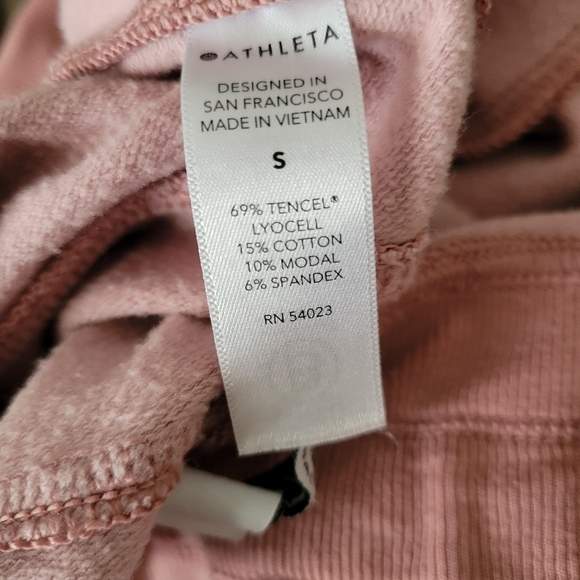 ATHLETA
DESIGNED IN
SAN FRANCISCO
MADE IN VIETNAM
S
69% TENCEL®
LYOCELL
15% COTTON
10% MODAL
6% SPANDEX
RN 54023